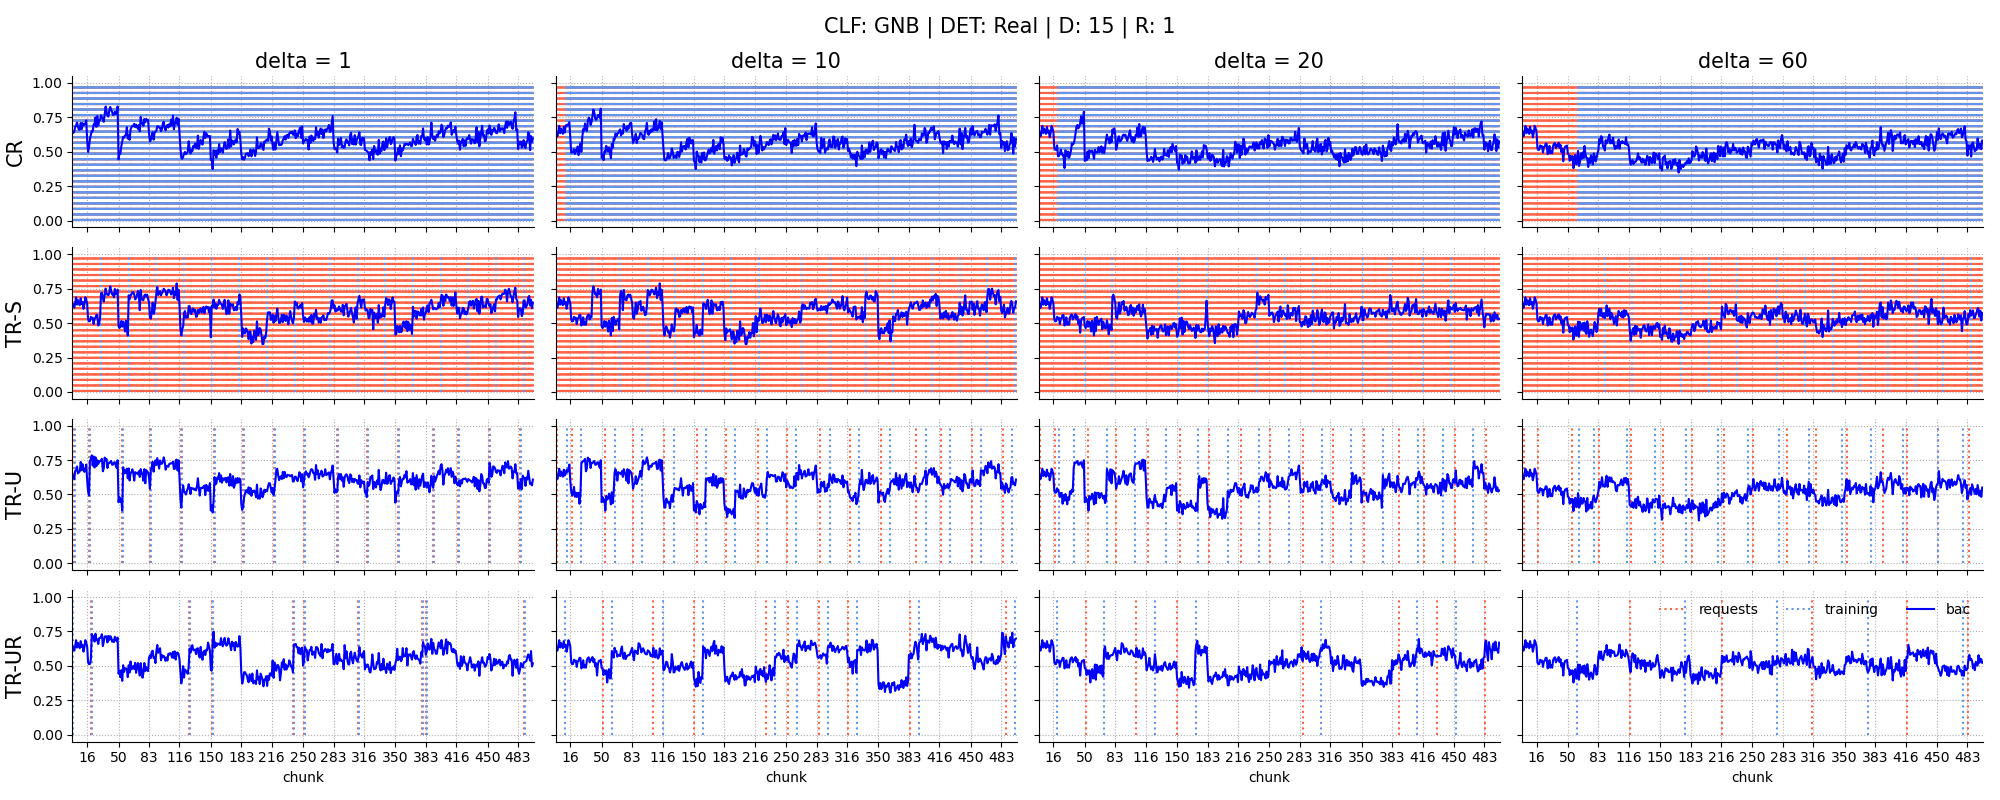 CLF: GNB | DET: Real | D: 15 | R: 1
delta = 1 delta = 10 delta = 20 delta = 60
CR
1.00
0.75
0.50
0.25
0.00
TR-S
1.00
0.75
0.50
0.25
0.00
TR-U
1.00
0.75
0.50
0.25
0.00
TR-UR
1.00
0.75
0.50
0.25
0.00
requests training bac
16 50 83 116 150 183 216 250 283 316 350 383 416 450 483
chunk
16 50 83 116 150 183 216 250 283 316 350 383 416 450 483
chunk
16 50 83 116 150 183 216 250 283 316 350 383 416 450 483
chunk
16 50 83 116 150 183 216 250 283 316 350 383 416 450 483
chunk